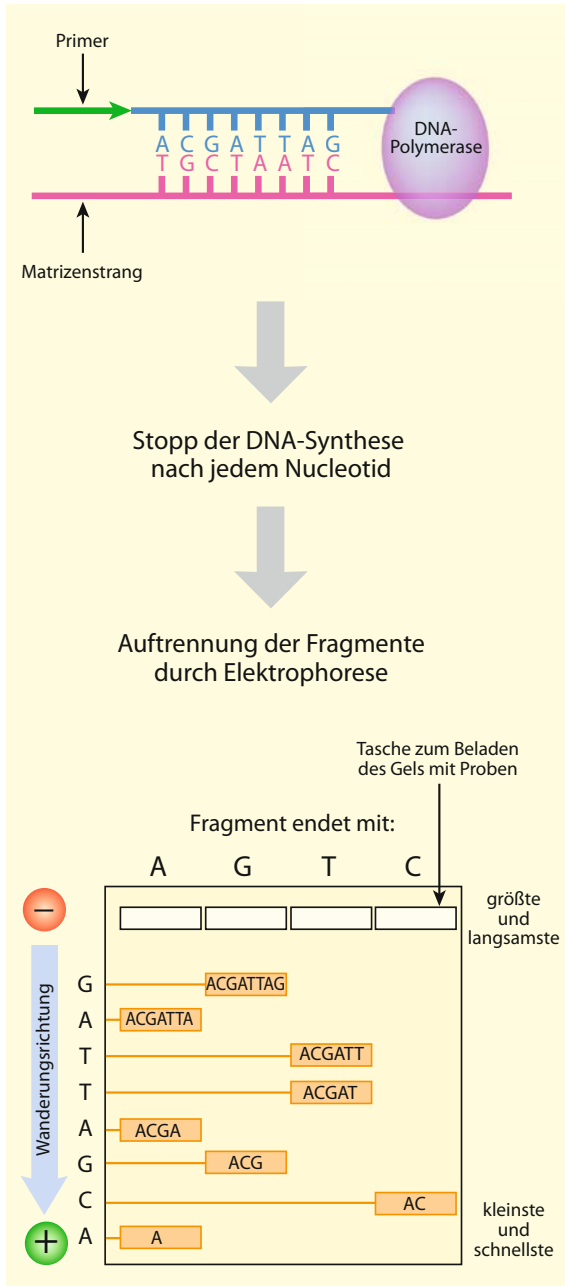 Primer
DNA-
Polymerase
A C G A T T A G
T G C T A A T C
Matrizenstrang
Stopp der DNA-Synthese
nach jedem Nucleotid
Auftrennung der Fragmente
durch Elektrophorese
Tasche zum Beladen
des Gels mit Proben
Fragment endet mit:
A G T C
−
größte
und
langsamste
Wanderungsrichtung
G ACGATTAG
A ACGATTA
T ACGATT
T ACGAT
A ACGA
G ACG
C AC
A A
+
kleinste
und
schnellste